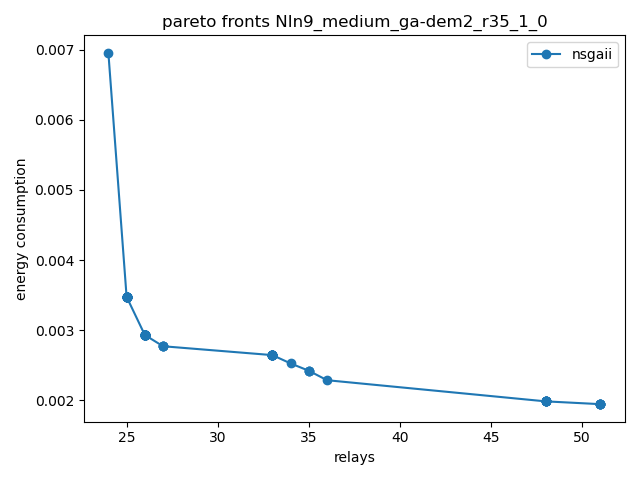 pareto fronts NIn9_medium_ga-dem2_r35_1_0
nsgaii
0.007
0.006
0.005
0.004
0.003
0.002
energy consumption
25 30 35 40 45 50
relays